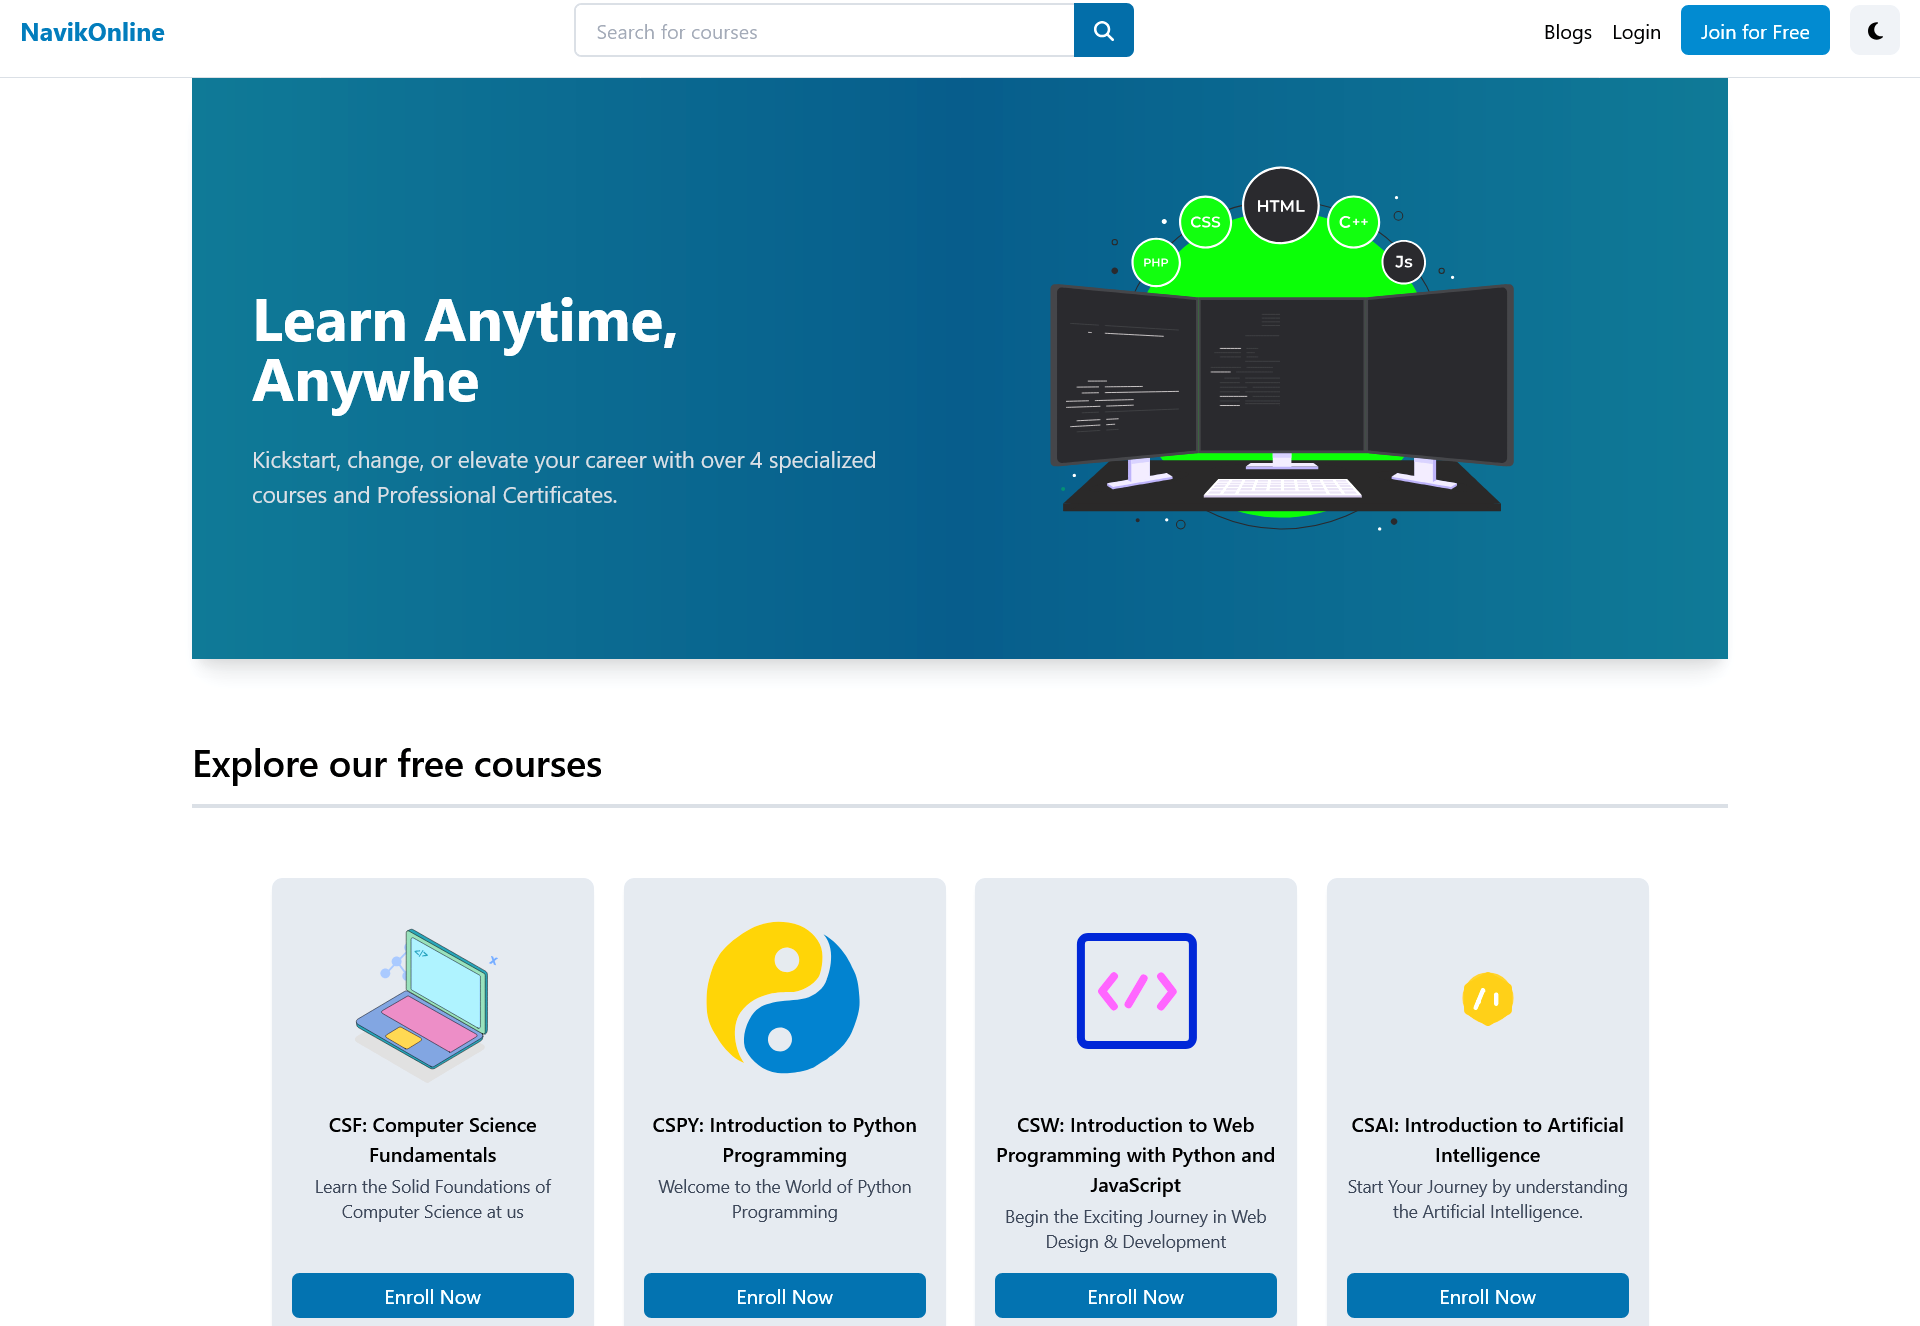 NavikOnline
Search for courses
Blogs
Login
Join for Free
Learn Anytime,
Anywhe
Kickstart, change, or elevate your career with over 4 specialized
courses and Professional Certificates.
HTML
CSS
C++
PHP
Js
Explore our free courses
</>
x
</>
CSF: Computer Science
Fundamentals
Learn the Solid Foundations of
Computer Science at us
Enroll Now
CSPY: Introduction to Python
Programming
Welcome to the World of Python
Programming
Enroll Now
CSW: Introduction to Web
Programming with Python and
JavaScript
Begin the Exciting Journey in Web
Design & Development
Enroll Now
CSAI: Introduction to Artificial
Intelligence
Start Your Journey by understanding
the Artificial Intelligence.
Enroll Now